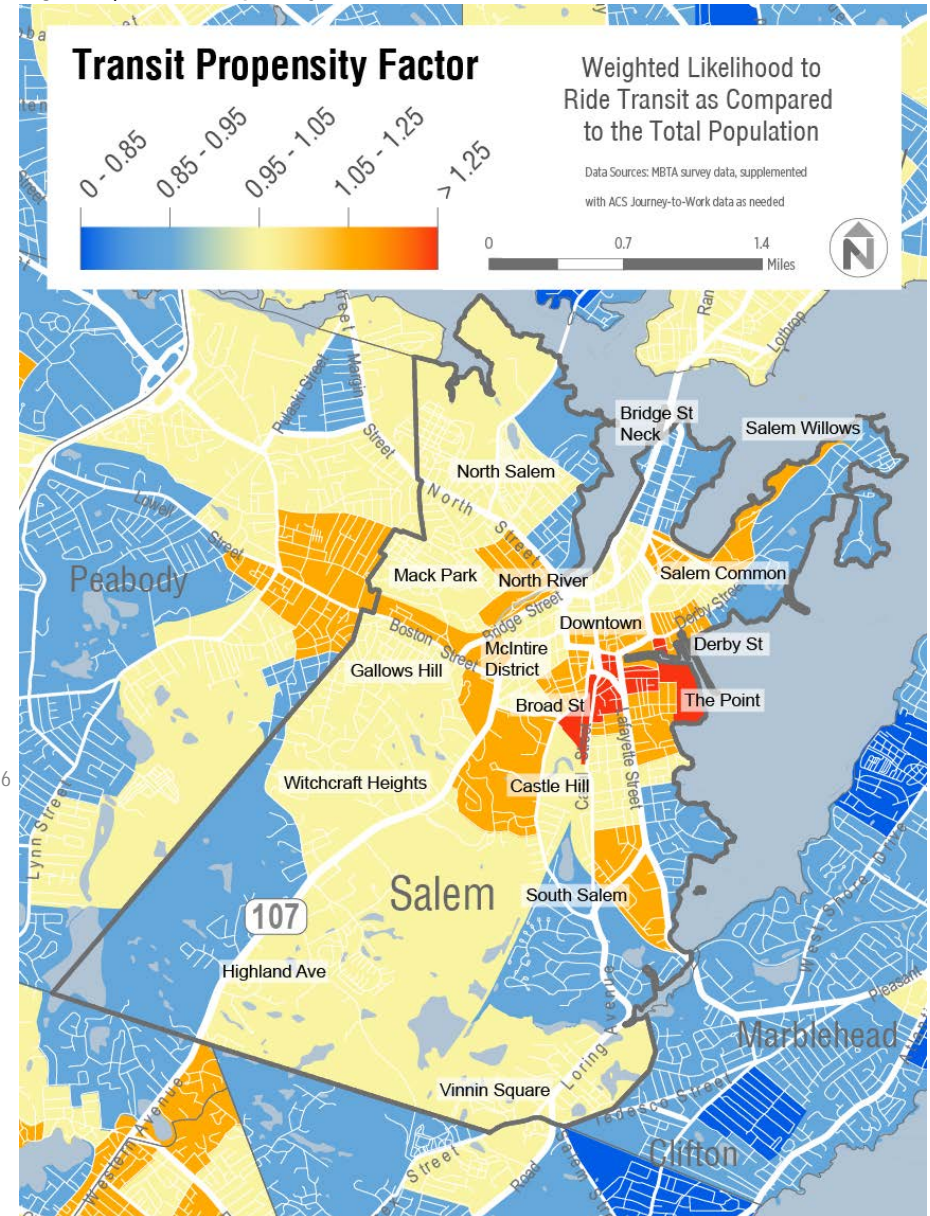 Transit Propensity Factor
0 - 0.85
0.85 - 0.95
0.95 - 1.05
1.05 - 1.25
> 1.25
Weighted Likelihood to
Ride Transit as Compared
to the Total Population
Data Sources: MBTA survey data, supplemented
with ACS Journey-to-Work data as needed
0
0.7
1.4
Miles
N
Lothrop
Pulaski Street
Margin
Street
Bridge St
Neck
Salem Willows
North Salem
North Street
Lowell
Street
Peabody
Mack Park
North River
Salem Common
Bridge Street
Derby Street
Downtown
Boston
Street
McIntire
District
Derby St
Gallows Hill
Broad St
The Point
Lafayette Street
Witchcraft Heights
Castle Hill
6
Lynn Street
Salem
South Salem
107
West Shore Drive
Highland Ave
Pleasant
Loring Avenue
Marblehead
Vinnin Square
Tedesco Street
Clifton
Western Avenue
Street
Road